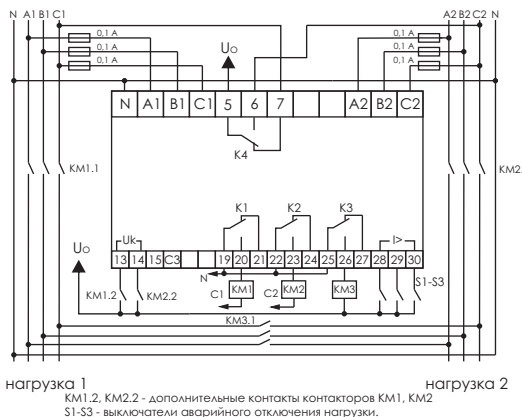 N A1 B1 C1 A2 B2 C2 N
0,1 A 0,1 A
0,1 A U0 0,1 A
0,1 A 0,1 A
N A1 B1 C1 5 6 7 A2 B2 C2
K4
KM1.1 KM2.
K1 K2 K3
Uk I>
13 14 15 C3 19 20 21 22 23 24 25 26 27 28 29 30
U0
N S1-S3
KM1.2 KM2.2 C1 KM1 C2 KM2 KM3
KM3.1
нагрузка 1 нагрузка 2
KM1.2, KM2.2 - дополнительные контакты контакторов KM1, KM2
S1-S3 - выключатели аварийного отключения нагрузки.